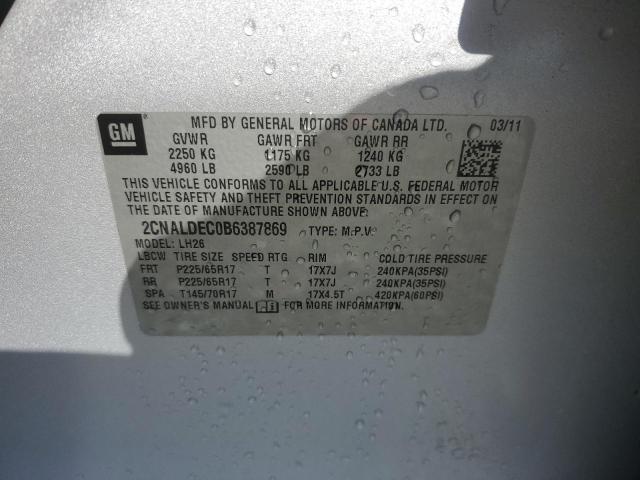 GM ® MFD BY GENERAL MOTORS OF CANADA LTD. 03/11
GVWR GAWR FRT GAWR RR
2250 KG 1175 KG 1240 KG
4960 LB 2590 LB 2733 LB
THIS VEHICLE CONFORMS TO ALL APPLICABLE U.S. FEDERAL MOTOR
VEHICLE SAFETY AND THEFT PREVENTION STANDARDS IN EFFECT ON
THE DATE OF MANUFACTURE SHOWN ABOVE.
2CNALDEC0B6387869 TYPE: M.P.V.
MODEL: LH26
LBCW TIRE SIZE SPEED RTG RIM COLD TIRE PRESSURE
FRT P225/65R17 T 17X7J 240KPA(35PSI)
RR P225/65R17 T 17X7J 240KPA(35PSI)
SPA T145/70R17 M 17X4.5T 420KPA(60PSI)
SEE OWNER'S MANUAL FOR MORE INFORMATION.